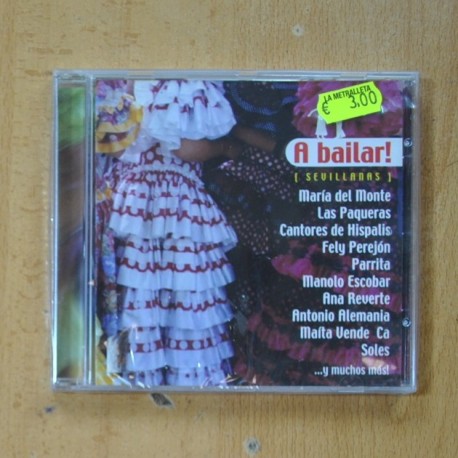 LA METRALLETA
€ 3,00
A bailar!
[ SEVILLANAS ]
María del Monte
Las Paqueras
Cantores de Hispalis
Fely Perejón
Parrita
Manolo Escobar
Ana Reverte
Antonio Alemania
Maíta Vende Ca
Soles
...y muchos más!